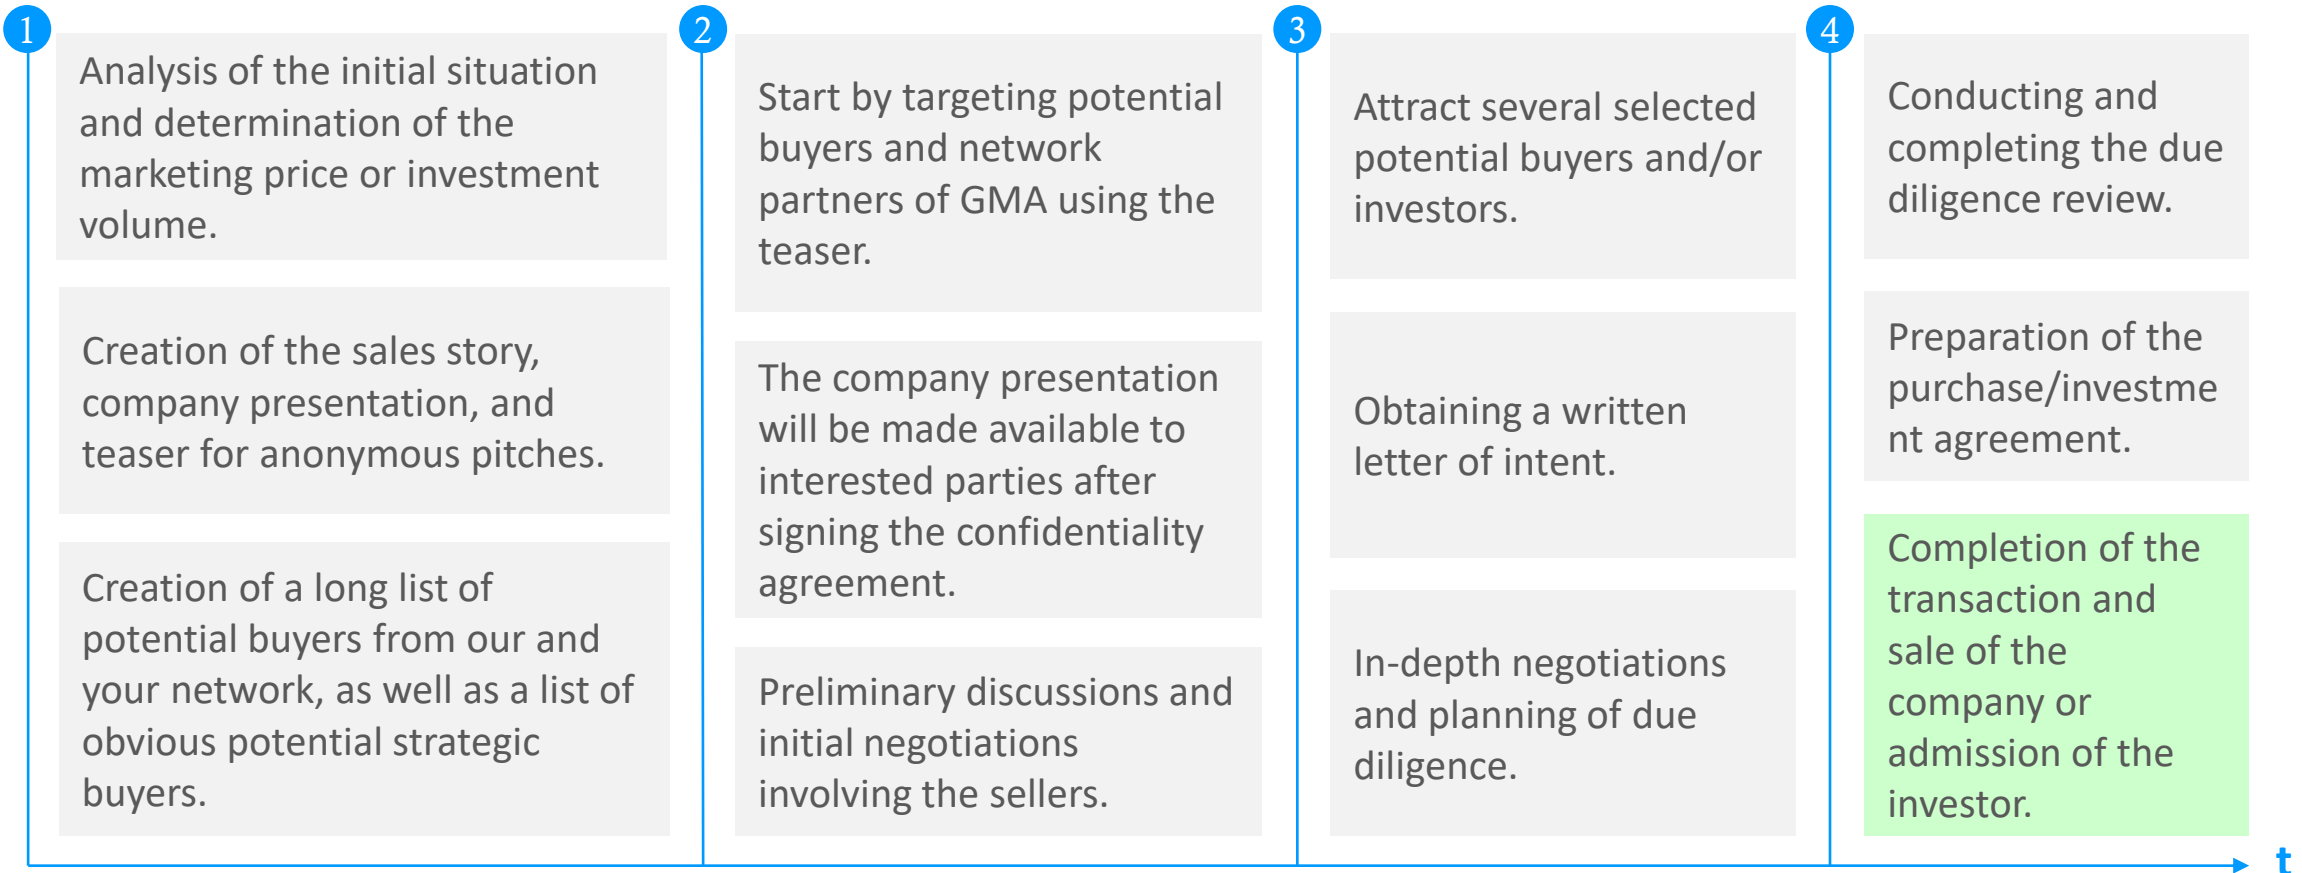 1
Analysis of the initial situation
and determination of the
marketing price or investment
volume.
Creation of the sales story,
company presentation, and
teaser for anonymous pitches.
Creation of a long list of
potential buyers from our and
your network, as well as a list of
obvious potential strategic
buyers.
2
Start by targeting potential
buyers and network
partners of GMA using the
teaser.
The company presentation
will be made available to
interested parties after
signing the confidentiality
agreement.
Preliminary discussions and
initial negotiations
involving the sellers.
3
Attract several selected
potential buyers and/or
investors.
Obtaining a written
letter of intent.
In-depth negotiations
and planning of due
diligence.
4
Conducting and
completing the due
diligence review.
Preparation of the
purchase/investme
nt agreement.
Completion of the
transaction and
sale of the
company or
admission of the
investor.
t